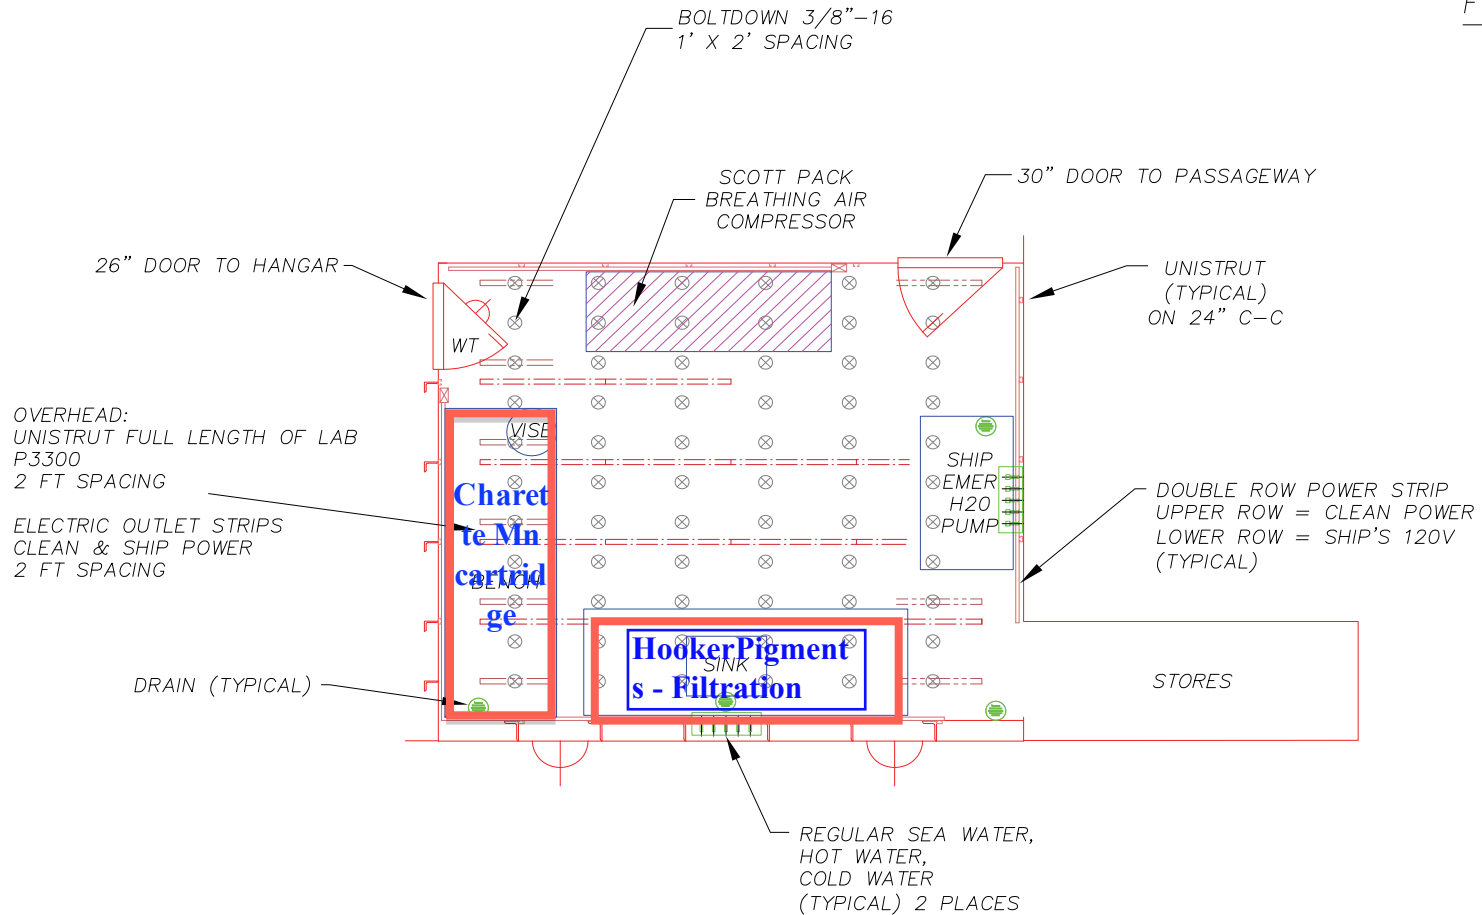 F
BOLTDOWN 3/8"-16
1' X 2' SPACING
SCOTT PACK
BREATHING AIR
COMPRESSOR
30" DOOR TO PASSAGEWAY
26" DOOR TO HANGAR
UNISTRUT
(TYPICAL)
ON 24" C-C
WT
OVERHEAD:
UNISTRUT FULL LENGTH OF LAB
P3300
2 FT SPACING
ELECTRIC OUTLET STRIPS
CLEAN & SHIP POWER
2 FT SPACING
VISE
Charet
te Mn
cartrid
ge
BENCH
SHIP
EMER
H20
PUMP
DOUBLE ROW POWER STRIP
UPPER ROW = CLEAN POWER
LOWER ROW = SHIP'S 120V
(TYPICAL)
HookerPigment
s - Filtration
SINK
DRAIN (TYPICAL)
STORES
REGULAR SEA WATER,
HOT WATER,
COLD WATER
(TYPICAL) 2 PLACES